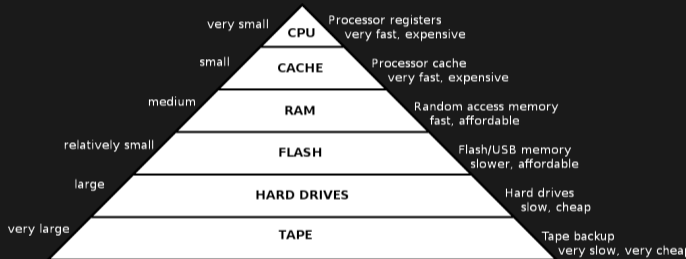 very small
CPU
Processor registers
very fast, expensive
small
CACHE
Processor cache
very fast, expensive
medium
RAM
Random access memory
fast, affordable
relatively small
FLASH
Flash/USB memory
slower, affordable
large
HARD DRIVES
Hard drives
slow, cheap
very large
TAPE
Tape backup
very slow, very cheap